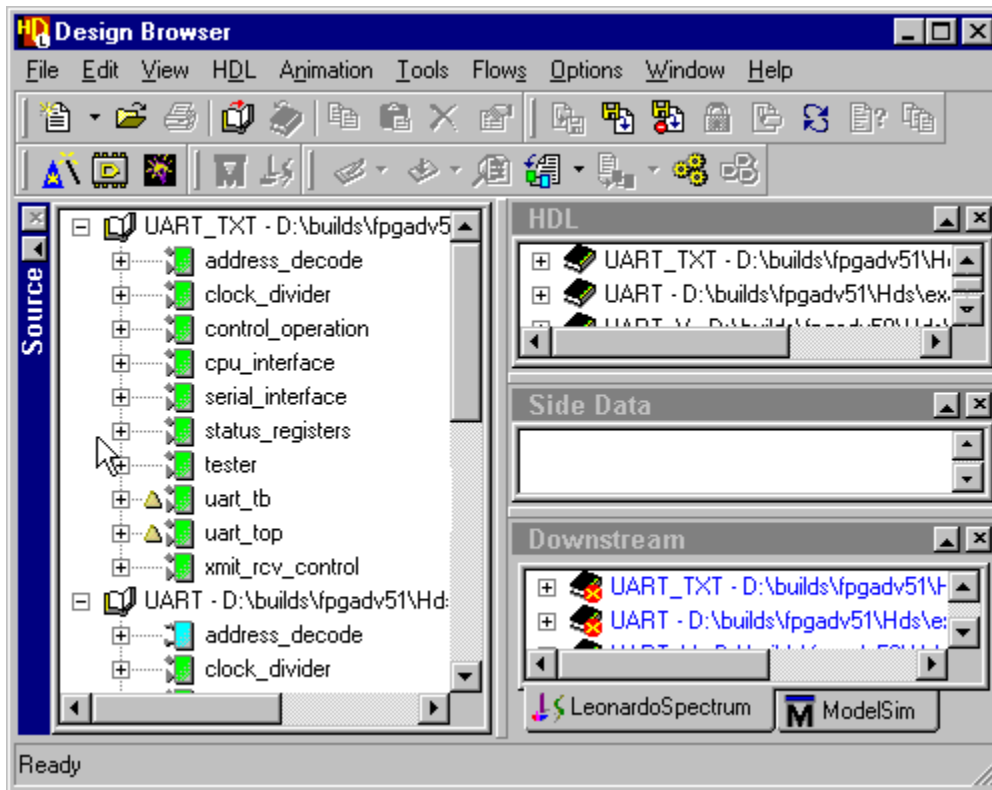 HDL Design Browser
File Edit View HDL Animation Tools Flows Options Window Help
Source
UART_TXT - D:\builds\fpgadv5
address_decode
clock_divider
control_operation
cpu_interface
serial_interface
status_registers
tester
uart_tb
uart_top
xmit_rcv_control
UART - D:\builds\fpgadv51\Hd
address_decode
clock_divider
HDL
UART_TXT - D:\builds\fpgadv51\H
UART - D:\builds\fpgadv51\Hds\ex
Side Data
Downstream
UART_TXT - D:\builds\fpgadv51\H
UART - D:\builds\fpgadv51\Hds\e
LeonardoSpectrum
ModelSim
Ready